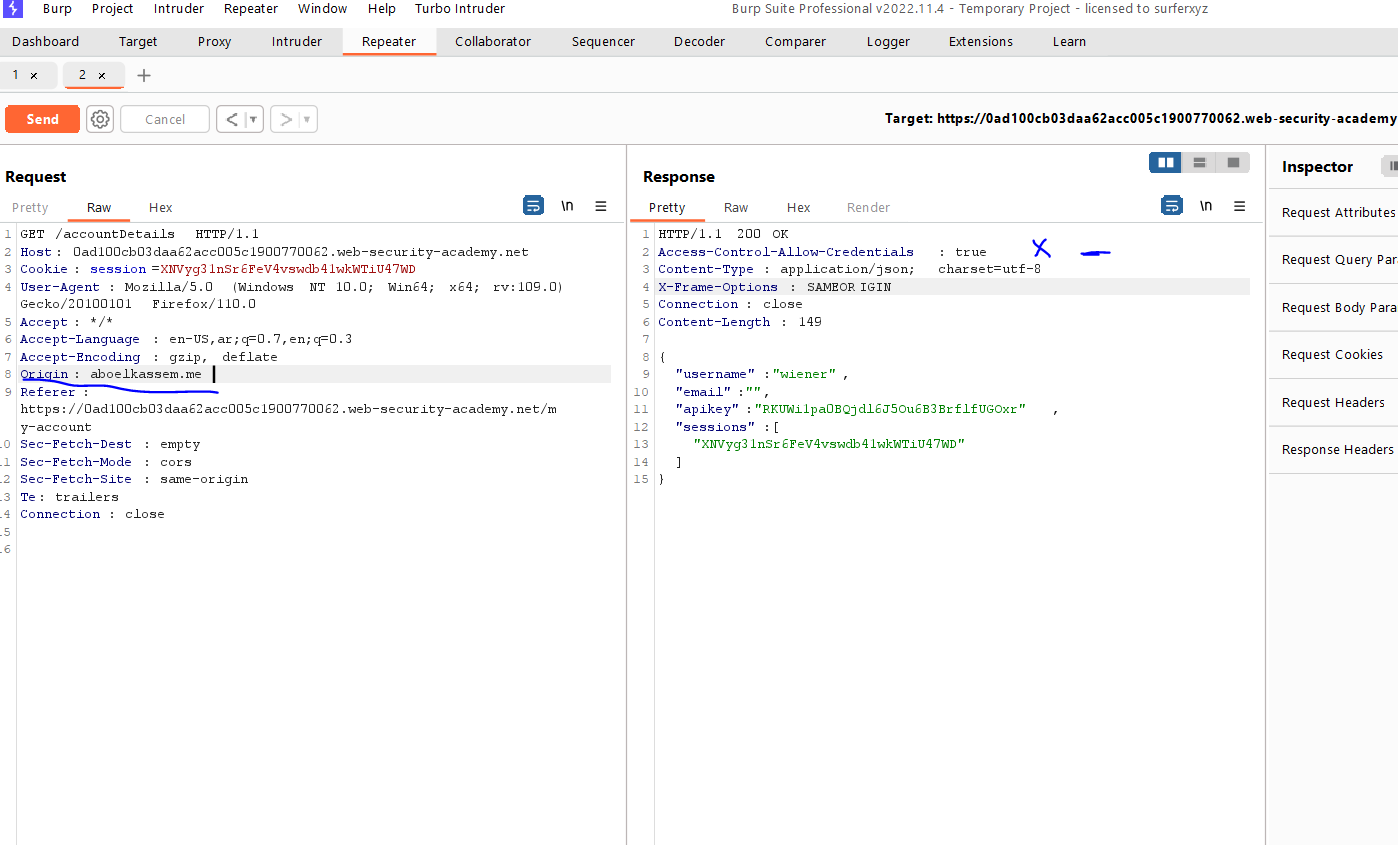 Burp Project Intruder Repeater Window Help Turbo Intruder Burp Suite Professional v2022.11.4 - Temporary Project - licensed to surferxyz
Dashboard Target Proxy Intruder Repeater Collaborator Sequencer Decoder Comparer Logger Extensions Learn
1 × 2 × +
Send Cancel < > Target: https://0ad100cb03daa62acc005c1900770062.web-security-academy
Request
Pretty Raw Hex \n
1 GET /accountDetails HTTP/1.1
2 Host: 0ad100cb03daa62acc005c1900770062.web-security-academy.net
3 Cookie: session=XNVyg31nSr6FeV4vswdb41wkWTiU47WD
4 User-Agent: Mozilla/5.0 (Windows NT 10.0; Win64; x64; rv:109.0)
Gecko/20100101 Firefox/110.0
5 Accept: */*
6 Accept-Language: en-US,ar;q=0.7,en;q=0.3
7 Accept-Encoding: gzip, deflate
8 Origin: aboelkassem.me
9 Referer:
https://0ad100cb03daa62acc005c1900770062.web-security-academy.net/m
y-account
10 Sec-Fetch-Dest: empty
11 Sec-Fetch-Mode: cors
12 Sec-Fetch-Site: same-origin
13 Te: trailers
14 Connection: close
15
16
Response
Pretty Raw Hex Render \n
1 HTTP/1.1 200 OK
2 Access-Control-Allow-Credentials: true X
3 Content-Type: application/json; charset=utf-8
4 X-Frame-Options: SAMEORIGIN
5 Connection: close
6 Content-Length: 149
7
8 {
9 "username":"wiener",
10 "email":"",
11 "apikey":"RKUWi1pa0BQjdl6J5Ou6B3BrflfUGOxr",
12 "sessions":[
13 "XNVyg31nSr6FeV4vswdb41wkWTiU47WD"
14 ]
15 }
Inspector
Request Attributes
Request Query Par
Request Body Para
Request Cookies
Request Headers
Response Headers